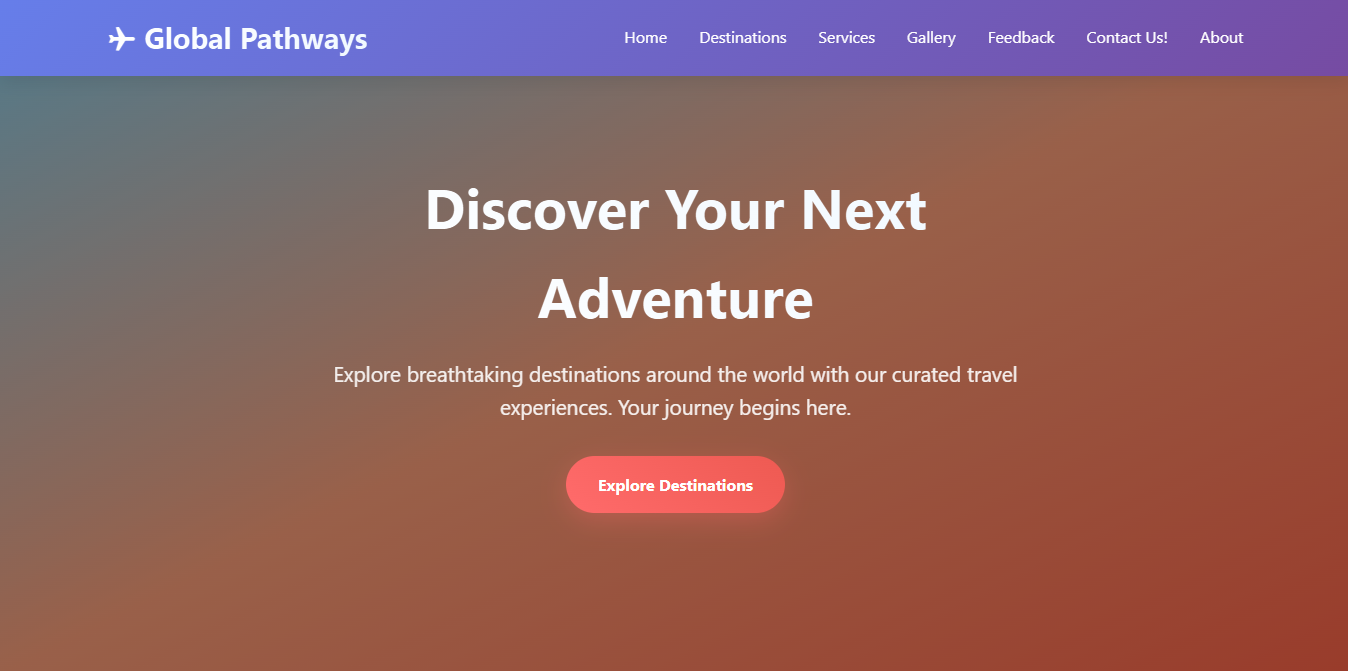 Global Pathways
Home Destinations Services Gallery Feedback Contact Us! About
Discover Your Next
Adventure
Explore breathtaking destinations around the world with our curated travel
experiences. Your journey begins here.
Explore Destinations